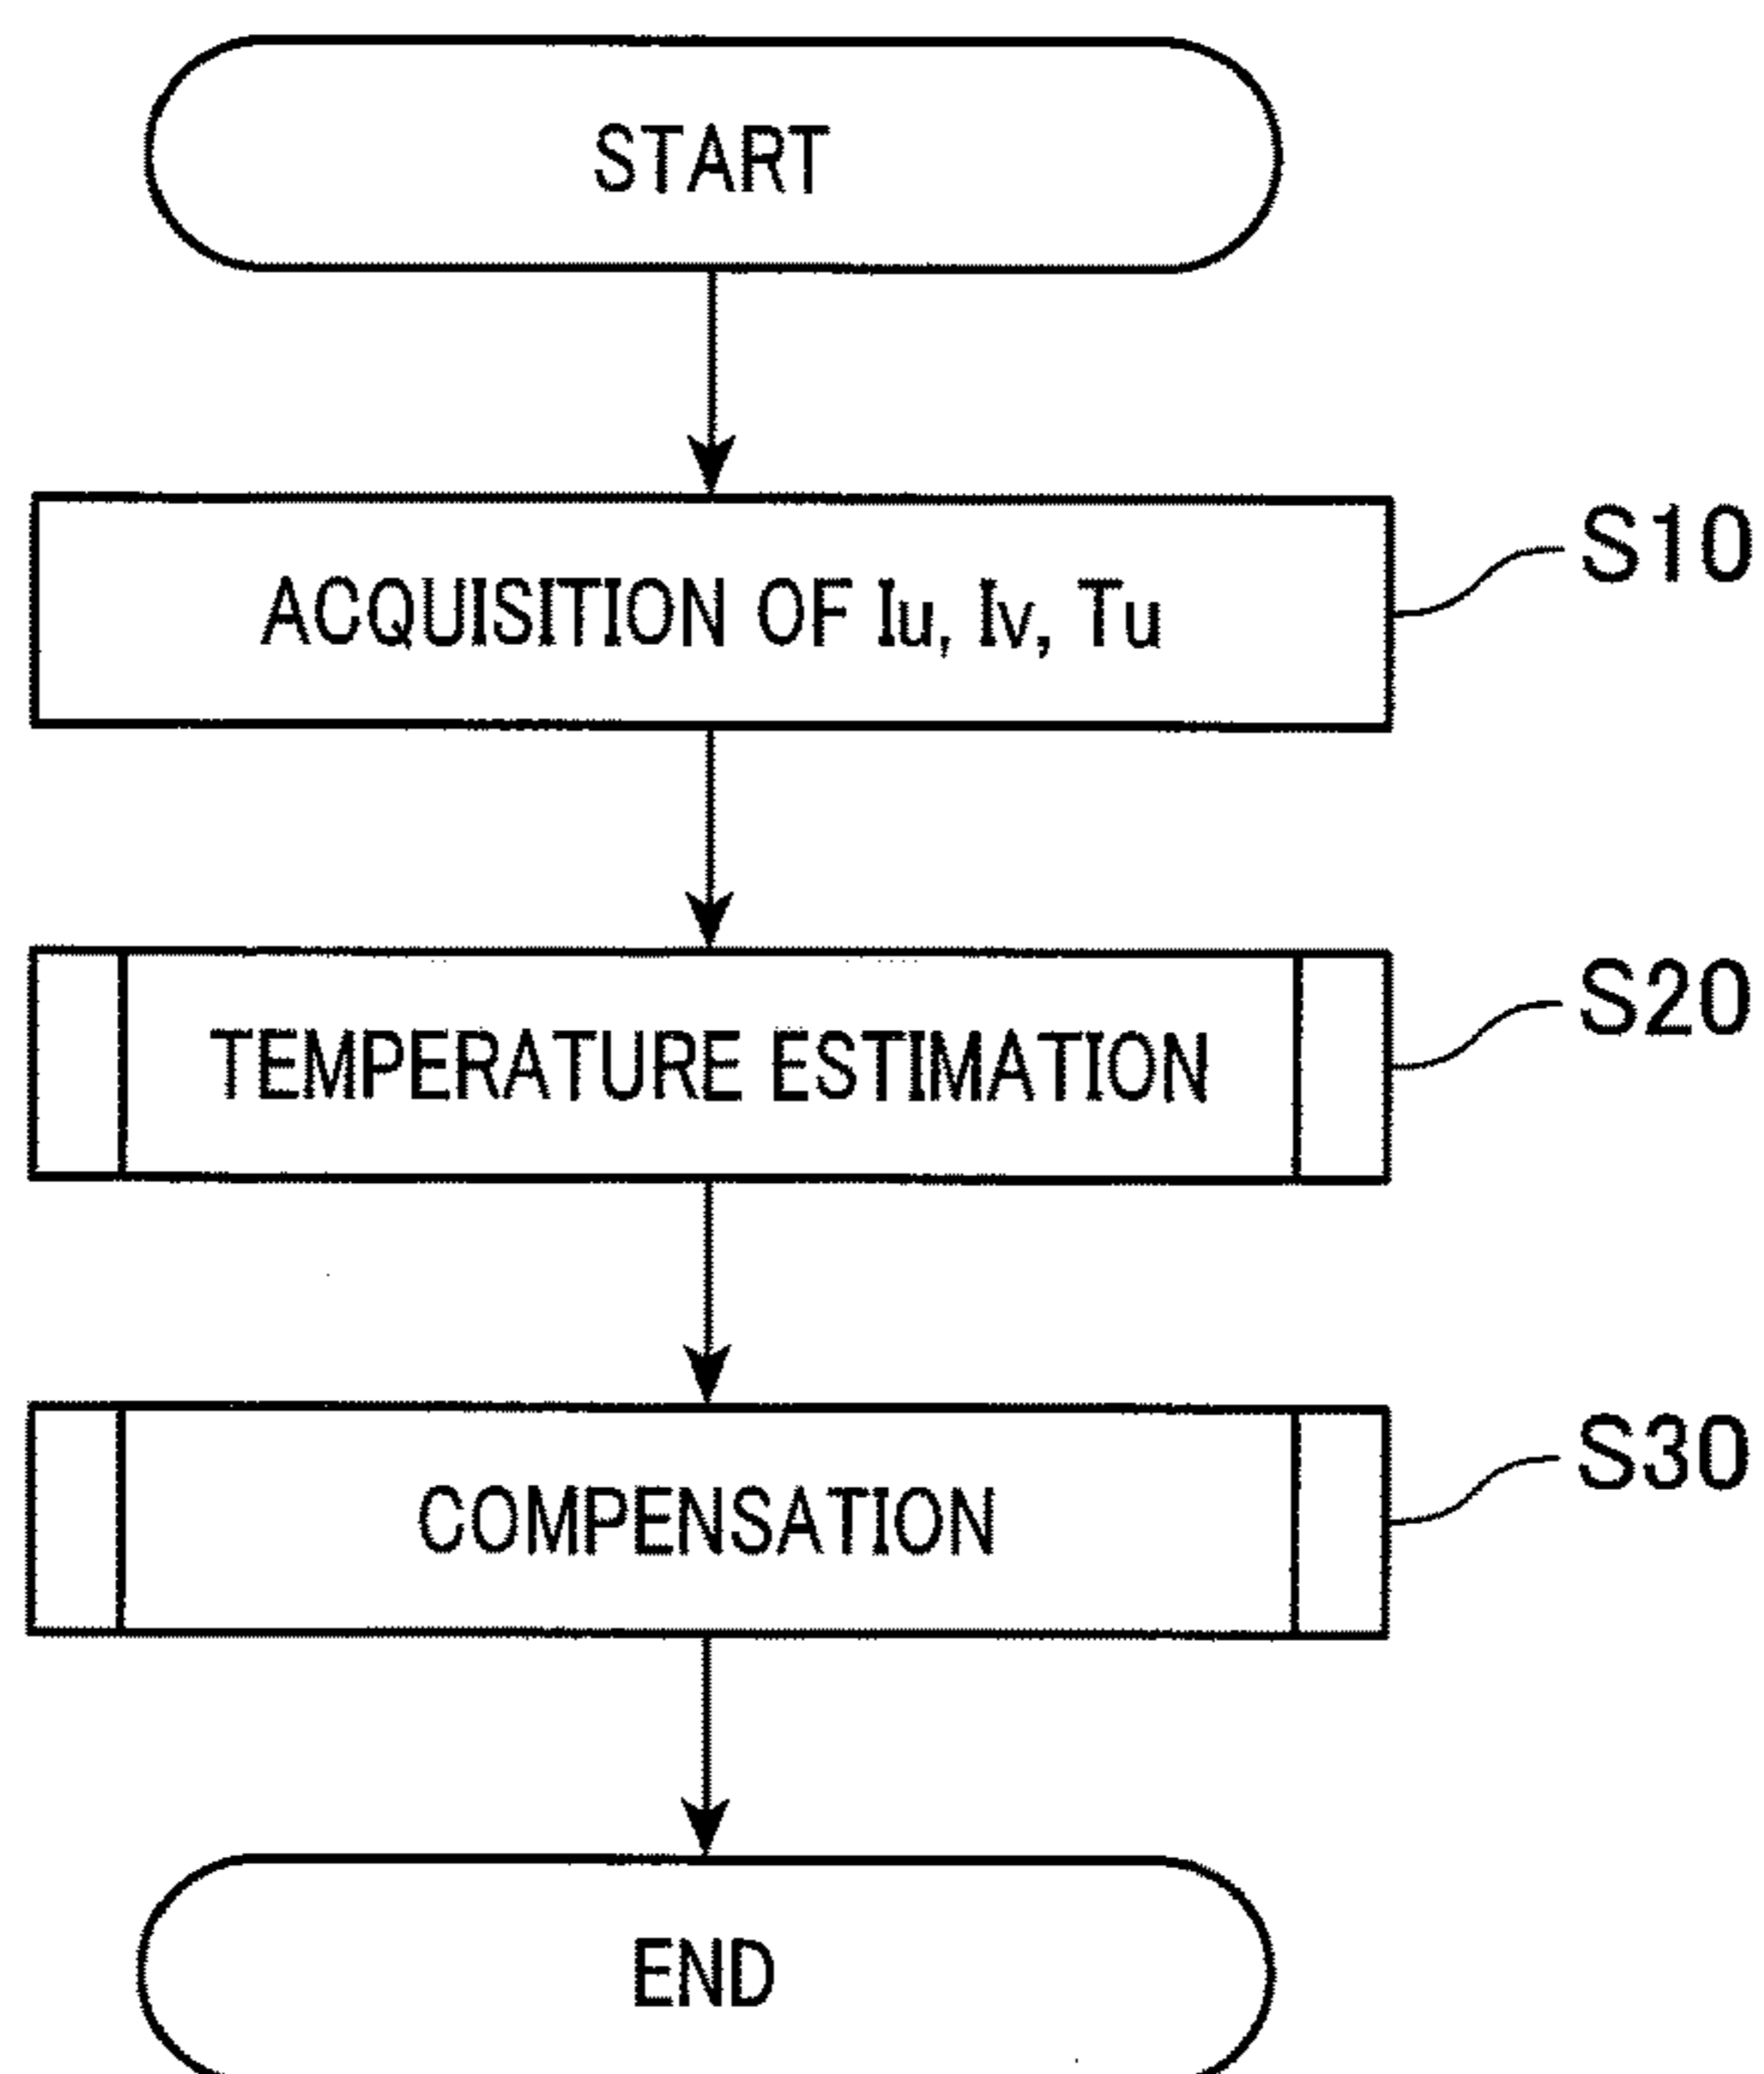 START
ACQUISITION OF Iu, Iv, Tu
S10
TEMPERATURE ESTIMATION
S20
COMPENSATION
S30
END